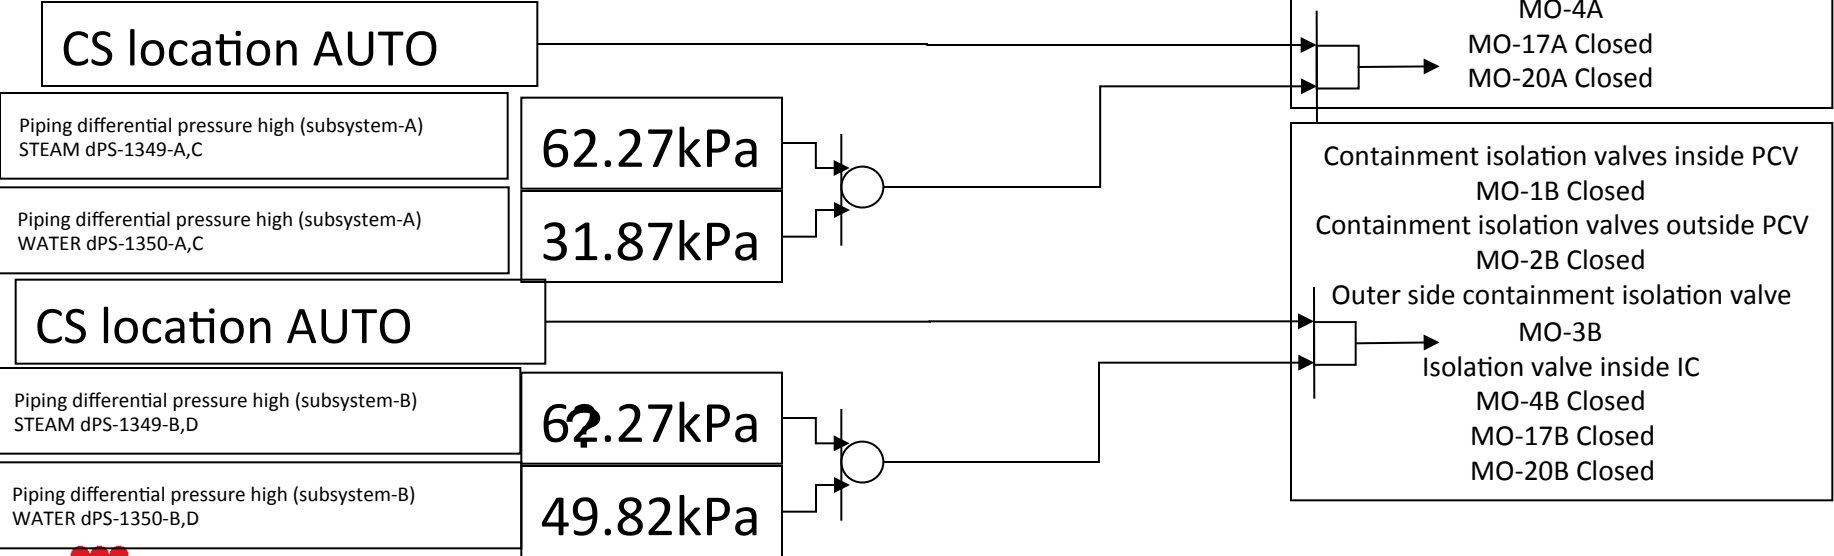 MO-4A
CS location AUTO
MO-17A Closed
MO-20A Closed
Piping differential pressure high (subsystem-A)
STEAM dPS-1349-A,C
62.27kPa
Piping differential pressure high (subsystem-A)
WATER dPS-1350-A,C
31.87kPa
Containment isolation valves inside PCV
MO-1B Closed
Containment isolation valves outside PCV
MO-2B Closed
Outer side containment isolation valve
MO-3B
Isolation valve inside IC
MO-4B Closed
MO-17B Closed
MO-20B Closed
CS location AUTO
Piping differential pressure high (subsystem-B)
STEAM dPS-1349-B,D
62.27kPa
?
Piping differential pressure high (subsystem-B)
WATER dPS-1350-B,D
49.82kPa